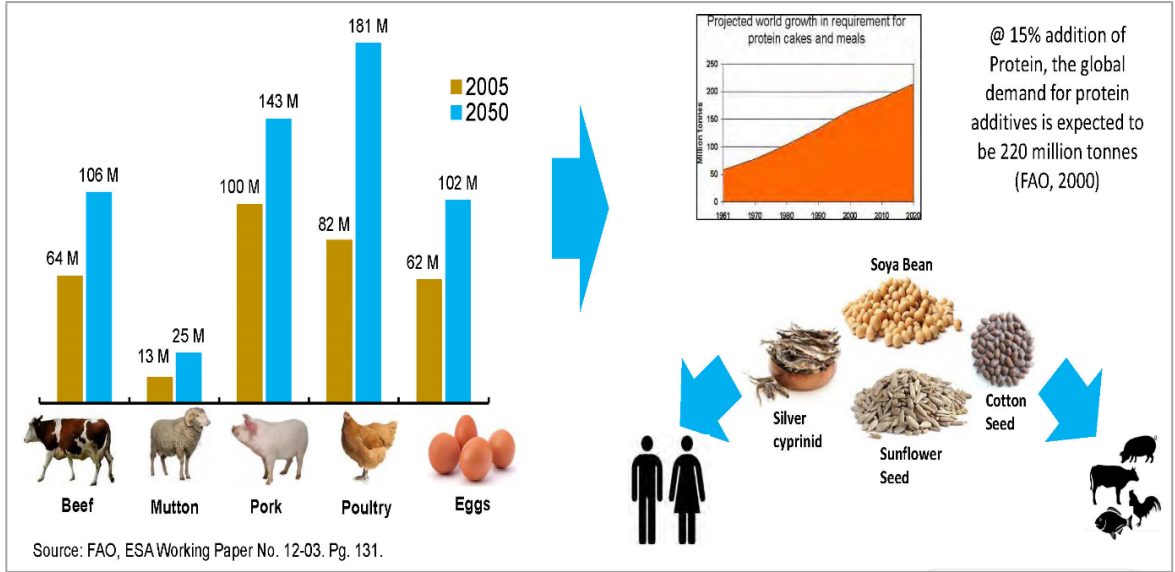 181 M
143 M
106 M
102 M
100 M
82 M
64 M
62 M
25 M
13 M
2005
2050
Beef
Mutton
Pork
Poultry
Eggs
Source: FAO, ESA Working Paper No. 12-03. Pg. 131.
Projected world growth in requirement for
protein cakes and meals
Million tonnes
250
200
150
100
50
0
1961
1970
1980
1990
2000
2010
2020
@ 15% addition of
Protein, the global
demand for protein
additives is expected to
be 220 million tonnes
(FAO, 2000)
Soya Bean
Silver
cyprinid
Cotton
Seed
Sunflower
Seed